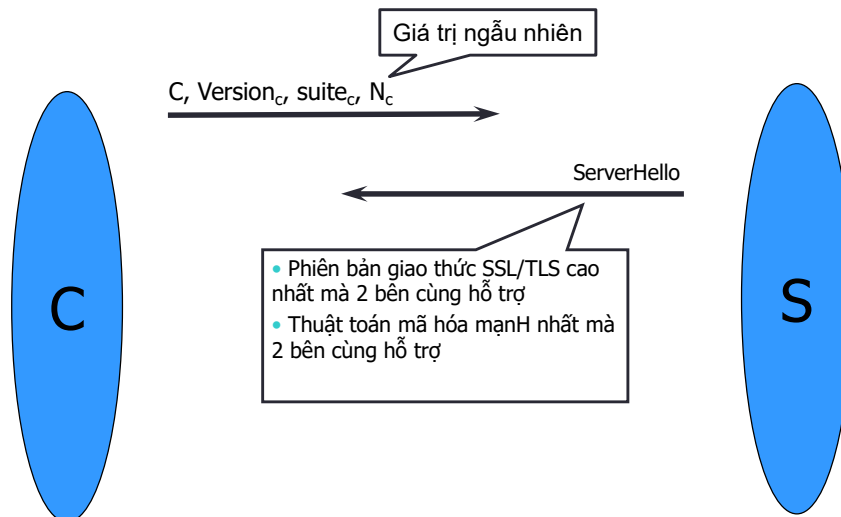 Giá trị ngẫu nhiên
C, Versionc, suitec, Nc
ServerHello
• Phiên bản giao thức SSL/TLS cao
nhất mà 2 bên cùng hỗ trợ
• Thuật toán mã hóa mạnH nhất mà
2 bên cùng hỗ trợ
C
S